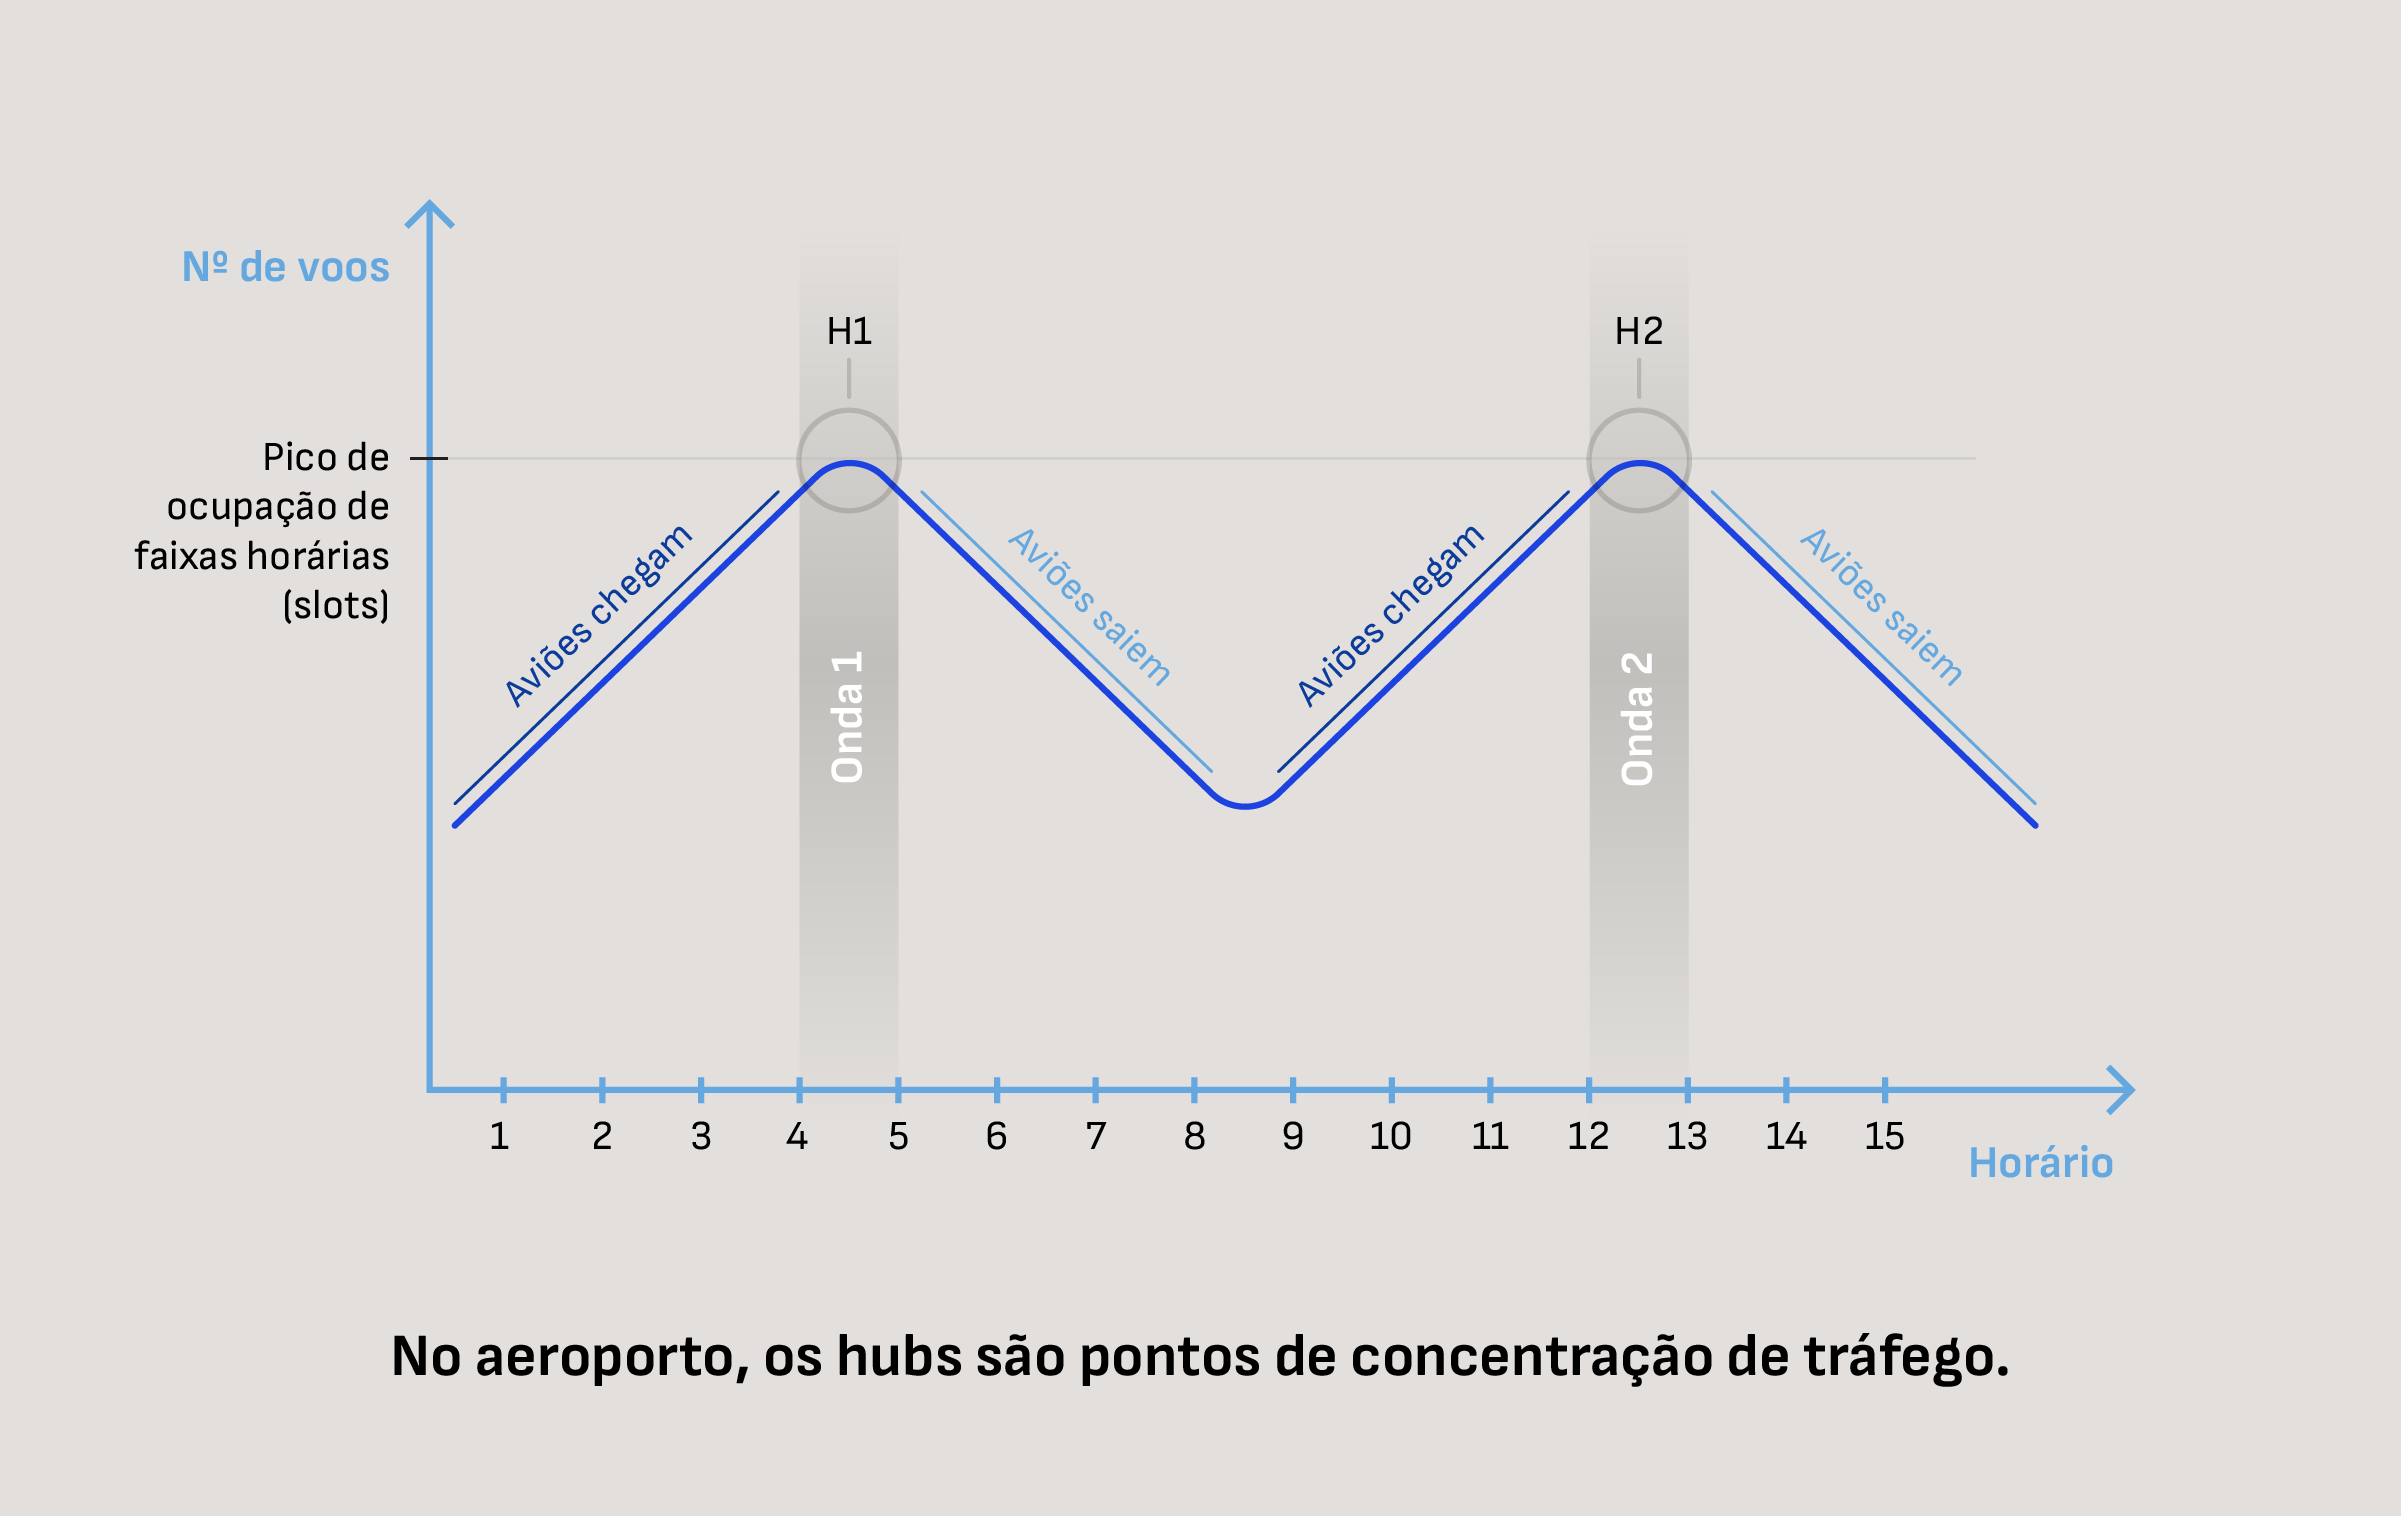 Nº de voos
H1
H2
Pico de
ocupação de
faixas horárias
(slots)
Aviões chegam
Aviões saiem
Aviões chegam
Aviões saiem
Onda 1
Onda 2
1 2 3 4 5 6 7 8 9 10 11 12 13 14 15
Horário
No aeroporto, os hubs são pontos de concentração de tráfego.